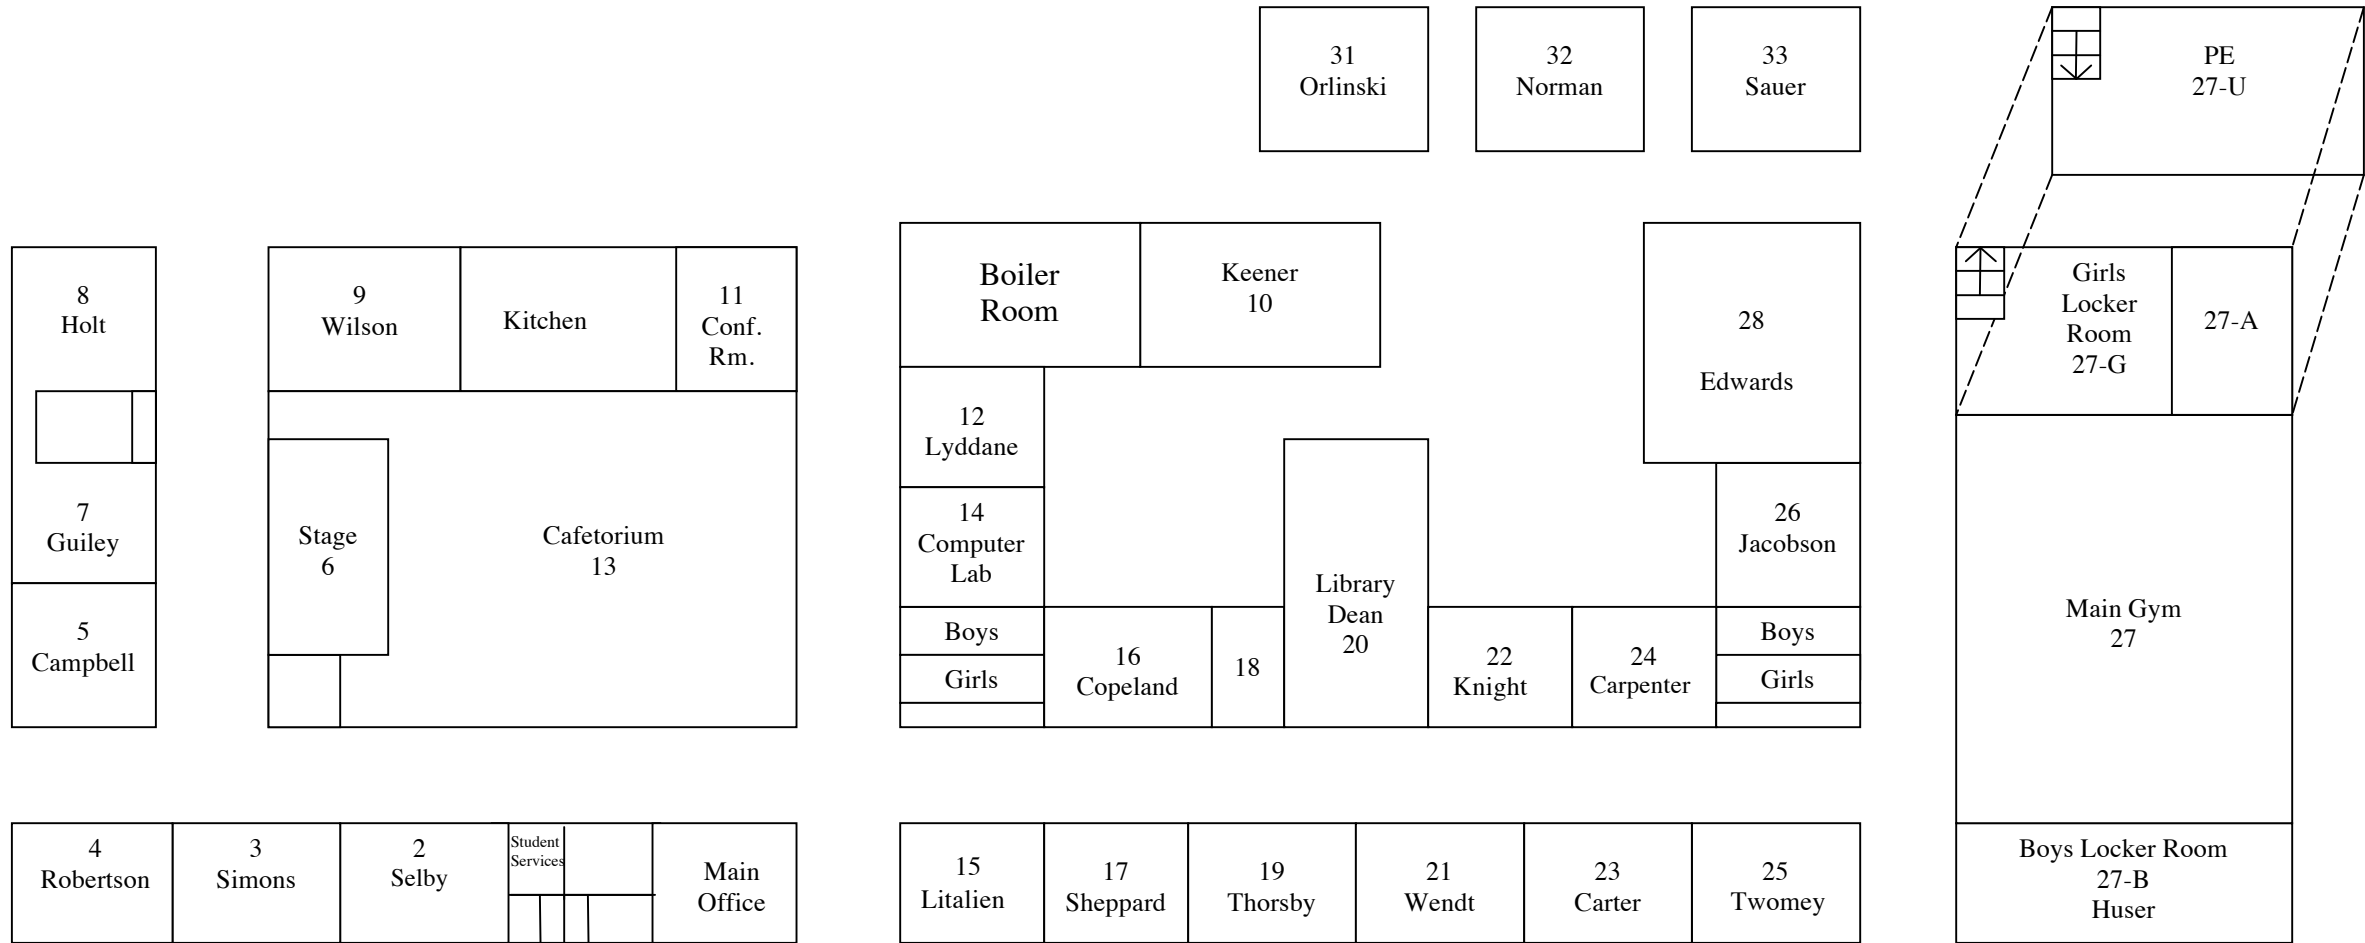 31
Orlinski
32
Norman
33
Sauer
PE
27-U
8
Holt
9
Wilson
Kitchen
11
Conf.
Rm.
Boiler
Room
Keener
10
28
Edwards
Girls
Locker
Room
27-G
27-A
12
Lyddane
7
Guiley
Stage
6
Cafetorium
13
14
Computer
Lab
Library
Dean
20
26
Jacobson
5
Campbell
Boys
Girls
16
Copeland
18
22
Knight
24
Carpenter
Boys
Girls
Main Gym
27
4
Robertson
3
Simons
2
Selby
Student
Services
Main
Office
15
Litalien
17
Sheppard
19
Thorsby
21
Wendt
23
Carter
25
Twomey
Boys Locker Room
27-B
Huser